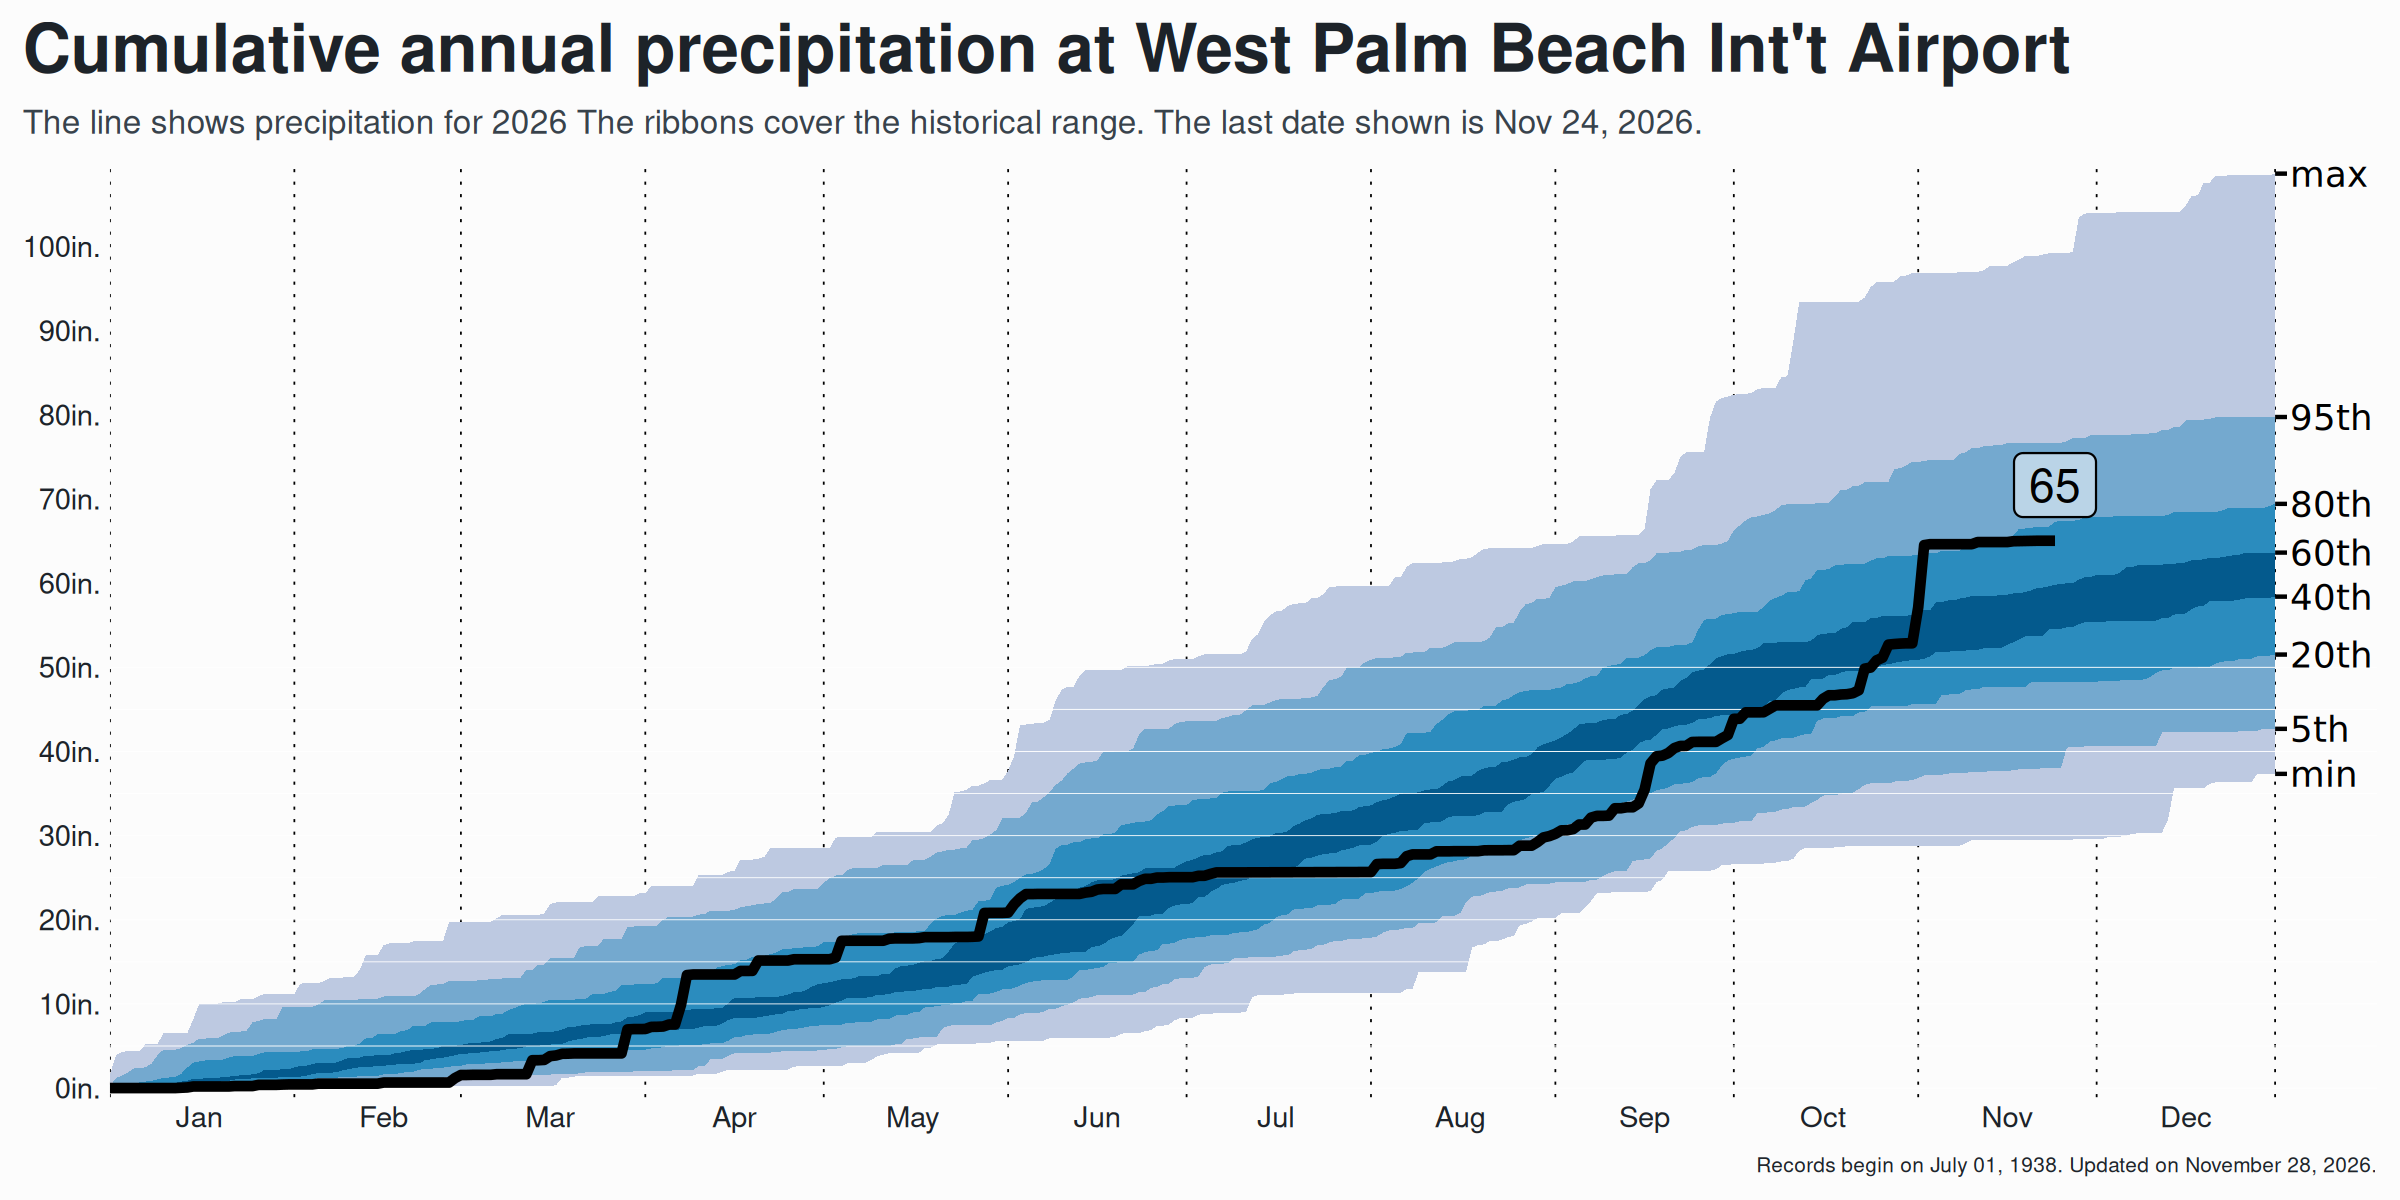 Cumulative annual precipitation at West Palm Beach Int't Airport
The line shows precipitation for 2026 The ribbons cover the historical range. The last date shown is Nov 24, 2026.
max
100in.
90in.
80in.
95th
65
70in.
80th
60th
60in.
40th
50in.
20th
40in.
5th
min
30in.
20in.
10in.
0in.
Jan Feb Mar Apr May Jun Jul Aug Sep Oct Nov Dec
Records begin on July 01, 1938. Updated on November 28, 2026.